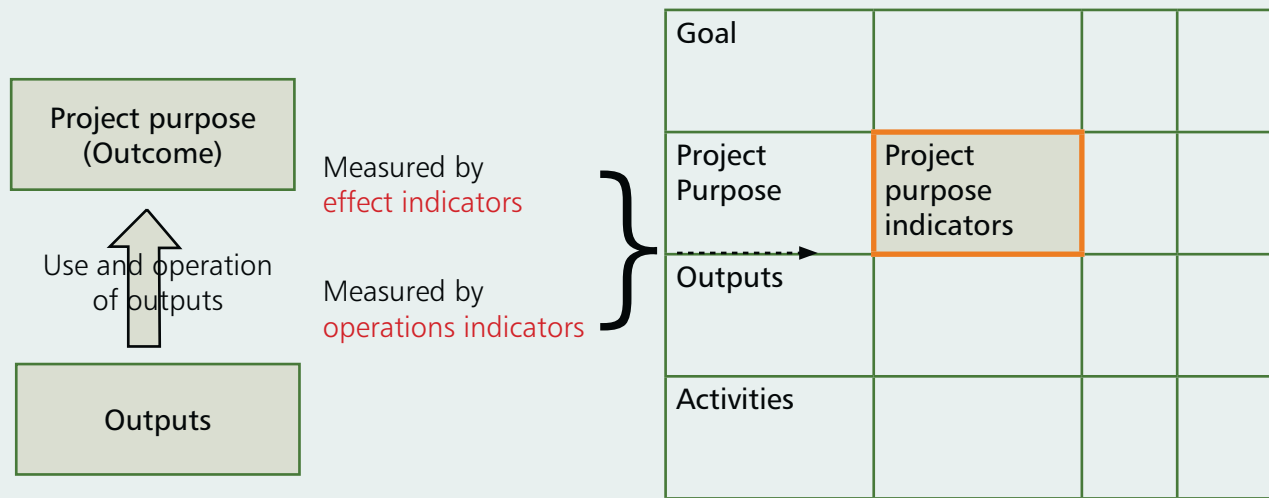 Project purpose
(Outcome)
Use and operation
of outputs
Outputs
Measured by
effect indicators
Measured by
operations indicators
Goal
Project
Purpose
Project
purpose
indicators
Outputs
Activities